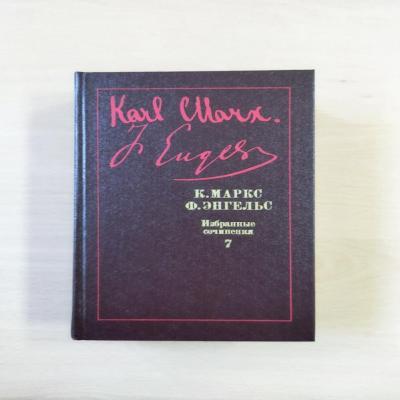 Karl Marx.
F Engels
К. МАРКС
Ф. ЭНГЕЛЬС
Избранные
сочинения
7